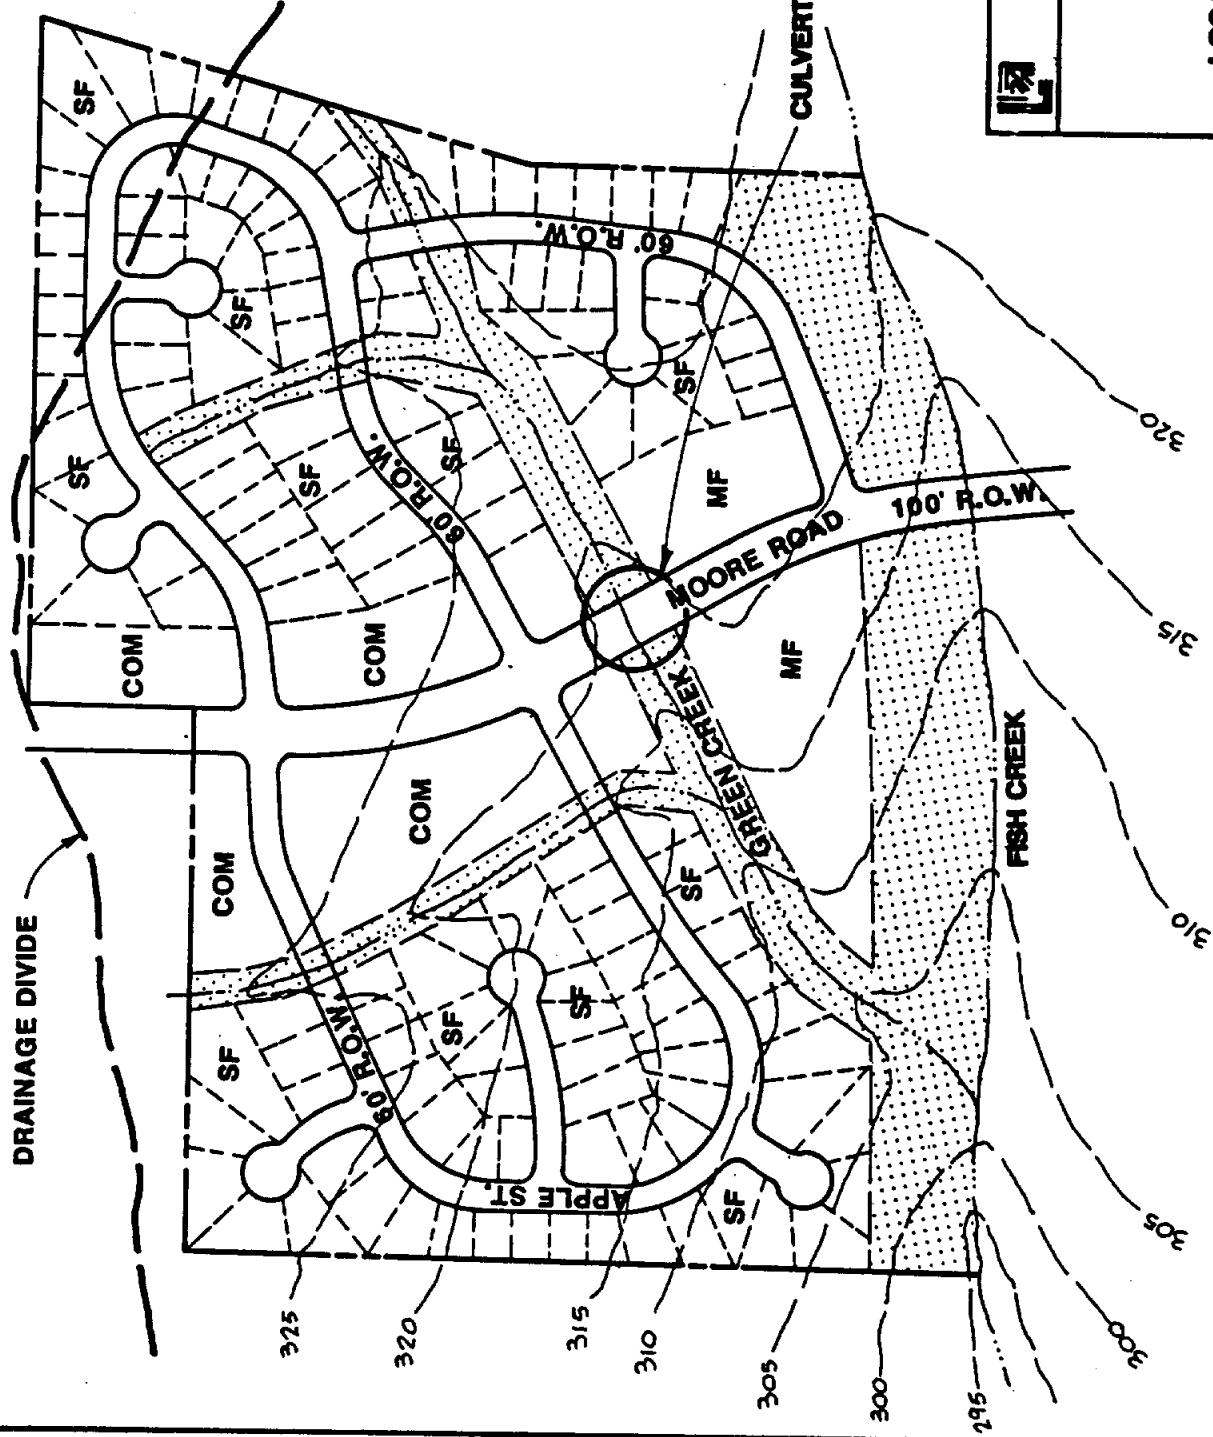 CULVERT
SF
SF
60' R.O.W.
SF
SF
SF
SF
60' R.O.W.
SF
MF
MOORE ROAD
100' R.O.W.
320
315
COM
COM
MF
GREEN CREEK
FISH CREEK
COM
COM
SF
DRAINAGE DIVIDE
SF
60' R.O.W.
SF
SF
APPLE ST.
SF
325
320
315
310
305
300
295
310
305
300